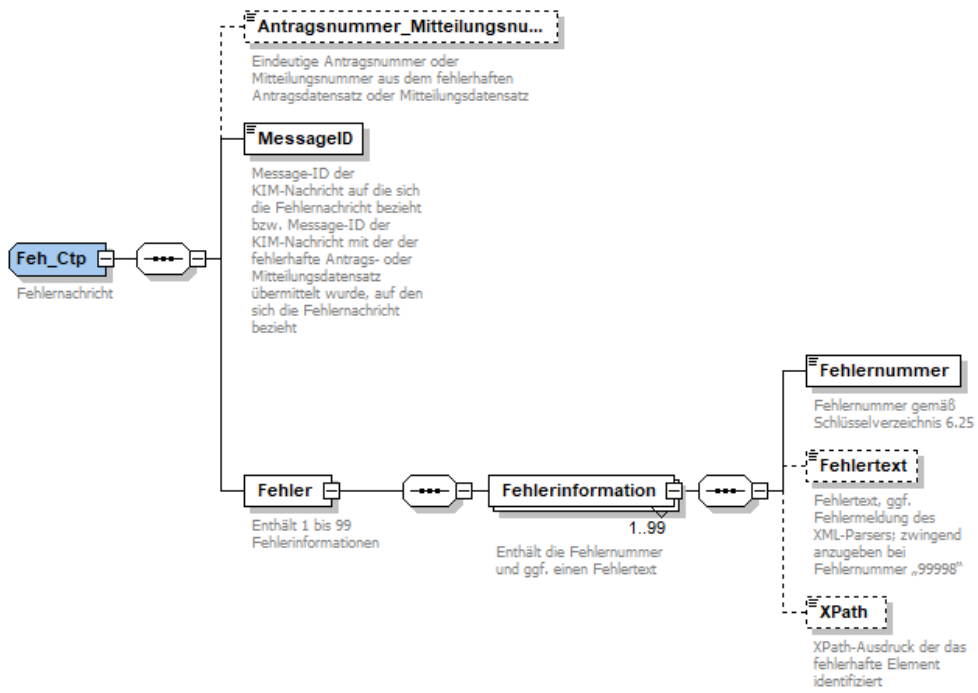 Antragsnummer_Mitteilungsnu...
Eindeutige Antragsnummer oder
Mitteilungsnummer aus dem fehlerhaften
Antragsdatensatz oder Mitteilungsdatensatz
MessageID
Message-ID der
KIM-Nachricht auf die sich
die Fehlernachricht bezieht
bzw. Message-ID der
KIM-Nachricht mit der der
fehlerhafte Antrags- oder
Mitteilungsdatensatz
übermittelt wurde, auf den
sich die Fehlernachricht
bezieht
Feh_Ctp
Fehlernachricht
Fehler
Enthält 1 bis 99
Fehlerinformationen
Fehlerinformation
1..99
Enthält die Fehlernummer
und ggf. einen Fehlertext
Fehlernummer
Fehlernummer gemäß
Schlüsselverzeichnis 6.25
Fehlertext
Fehlertext, ggf.
Fehlermeldung des
XML-Parsers; zwingend
anzugeben bei
Fehlernummer „99998"
XPath
XPath-Ausdruck der das
fehlerhafte Element
identifiziert